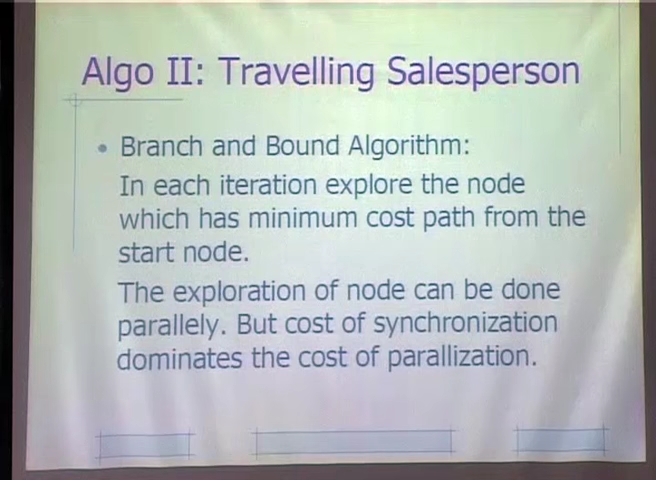 Algo II: Travelling Salesperson
• Branch and Bound Algorithm:
In each iteration explore the node
which has minimum cost path from the
start node.
The exploration of node can be done
parallely. But cost of synchronization
dominates the cost of parallization.